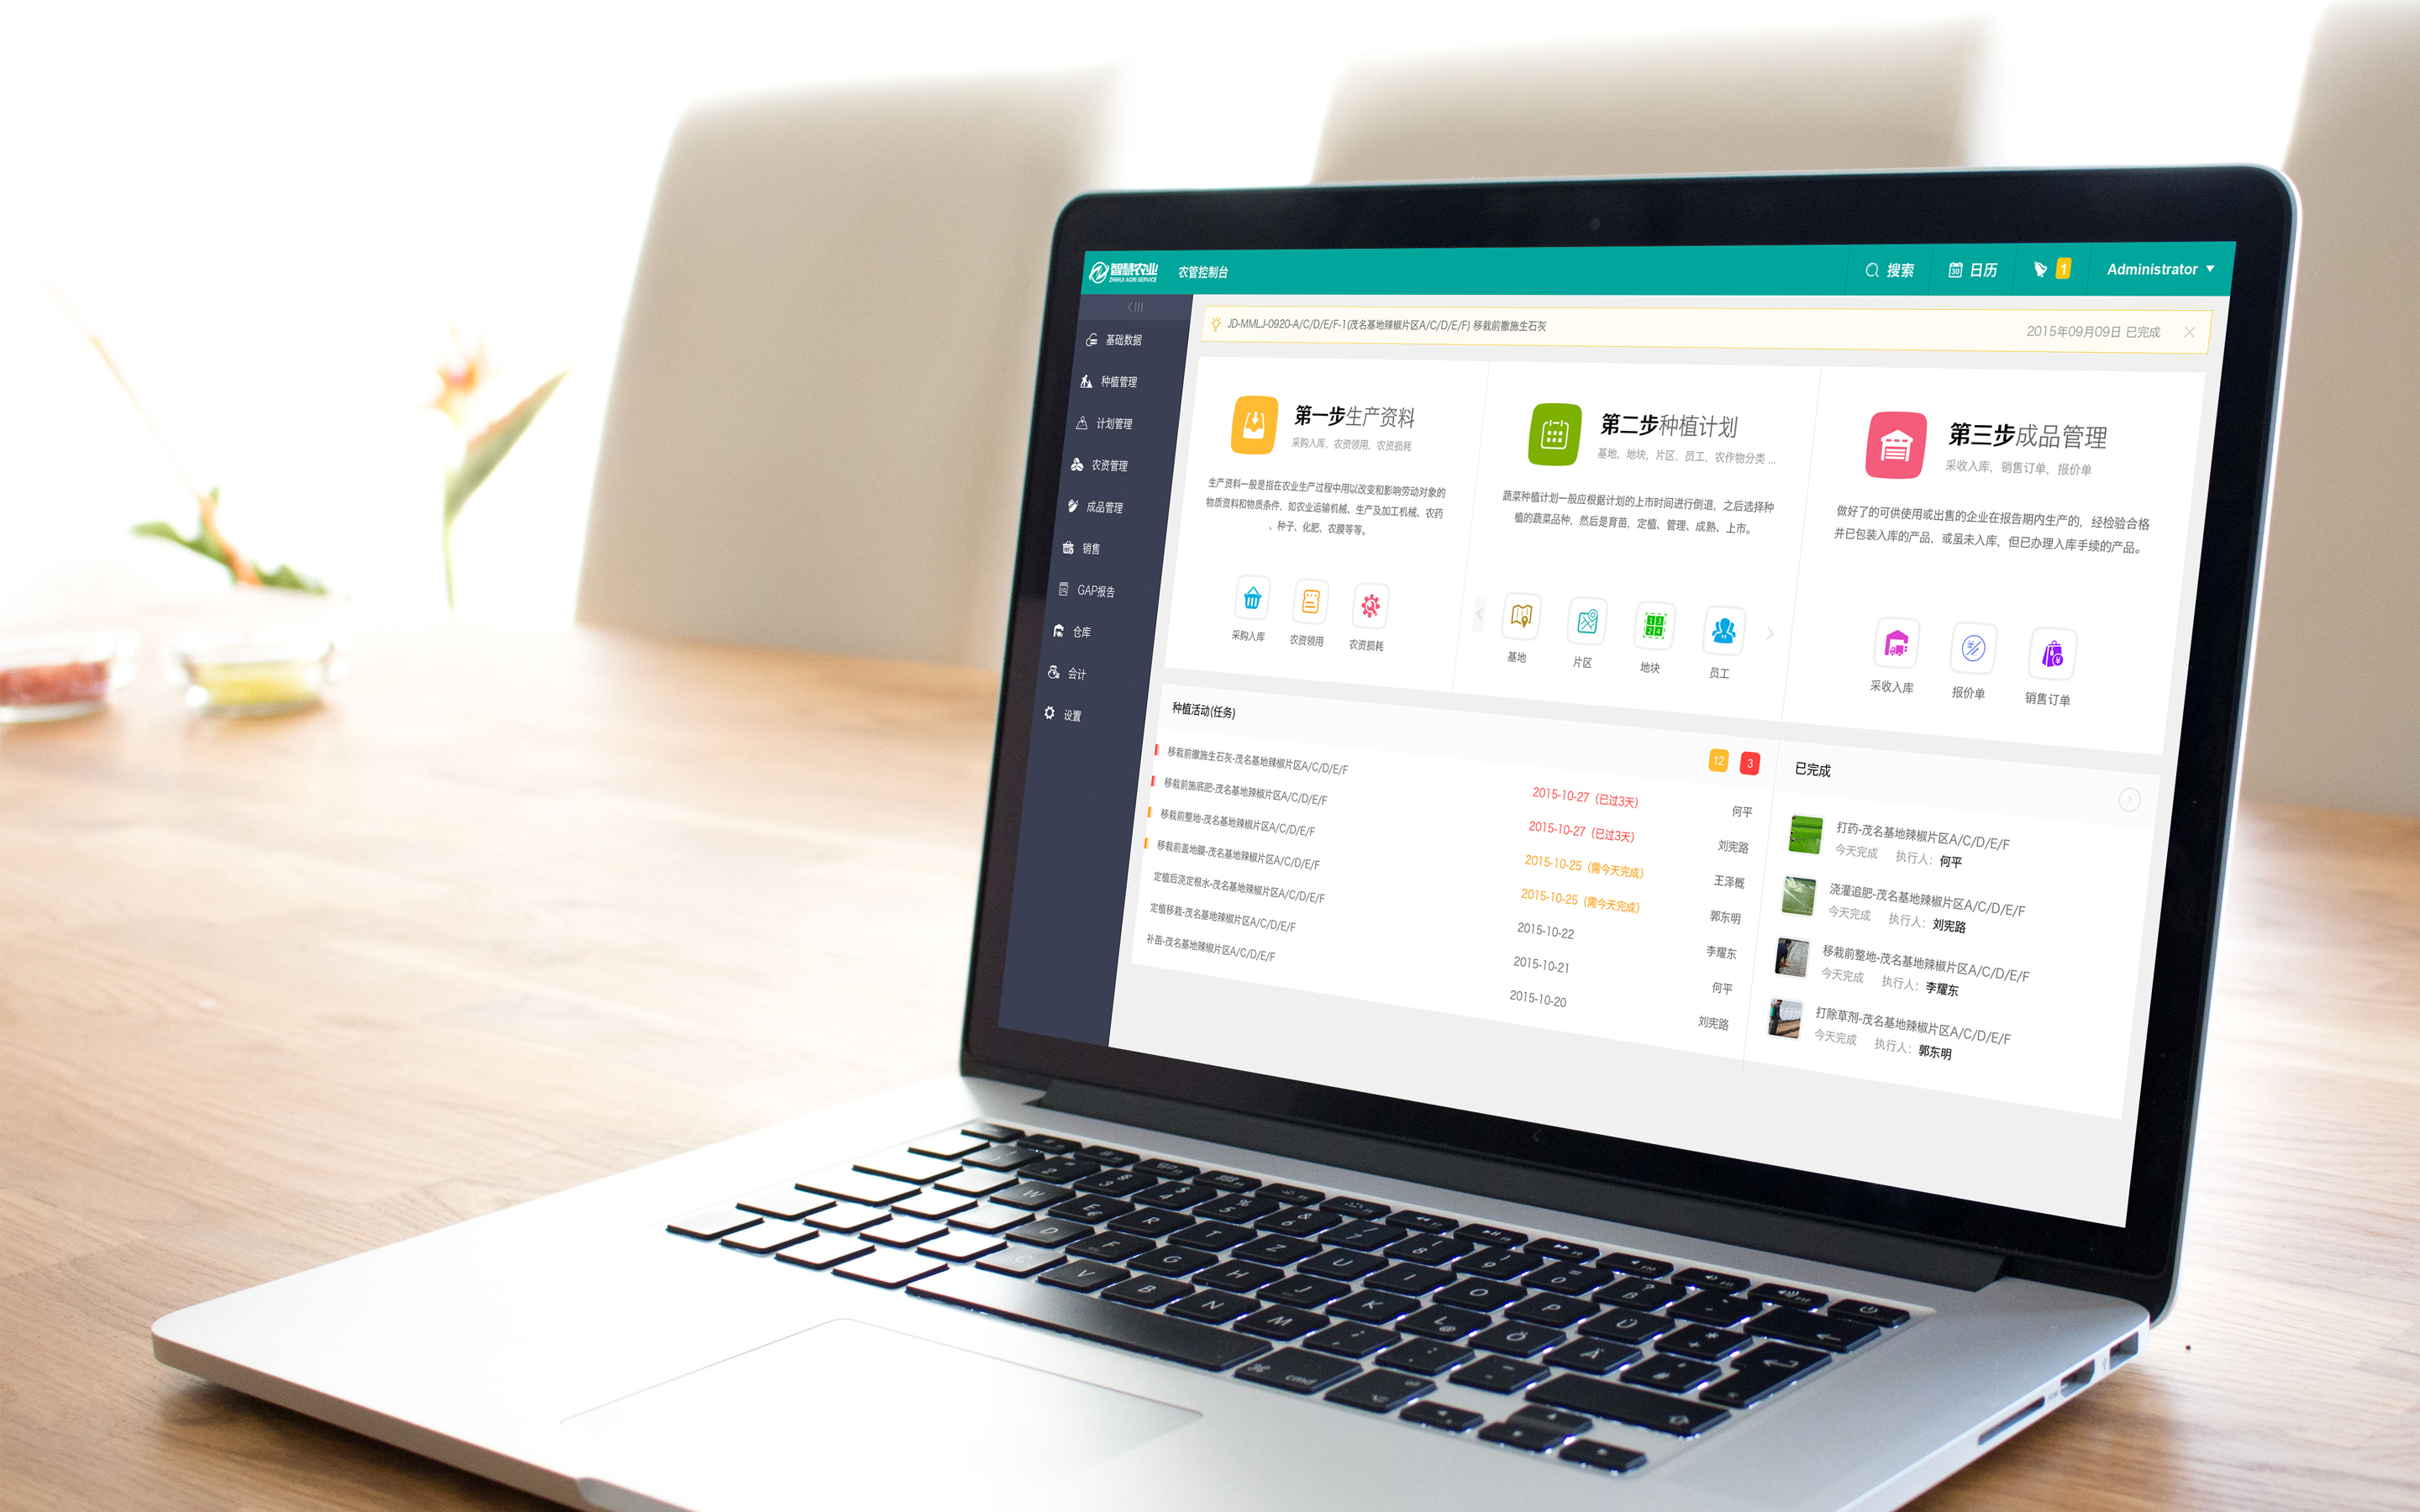 智慧农业
ZHIHUI AGRI SERVICE
农管控制台
搜索
30
日历
1
Administrator
基础数据
种植管理
计划管理
农资管理
成品管理
销售
GAP报告
仓库
会计
设置
JD-MMLJ-0920-A/C/D/E/F-1(茂名基地辣椒片区A/C/D/E/F) 移栽前撒施生石灰
2015年09月09日 已完成
第一步生产资料
采购入库，农资领用，农资损耗
生产资料一般是指在农业生产过程中用以改变和影响劳动对象的
物质资料和物质条件，如农业运输机械、生产及加工机械、农药
、种子、化肥、农膜等等。
采购入库
农资领用
农资损耗
第二步种植计划
基地，地块，片区，员工，农作物分类 ...
蔬菜种植计划一般应根据计划的上市时间进行倒退，之后选择种
植的蔬菜品种，然后是育苗，定植、管理、成熟、上市。
基地
片区
地块
员工
第三步成品管理
采收入库，销售订单，报价单
做好了的可供使用或出售的企业在报告期内生产的，经检验合格
并已包装入库的产品，或虽未入库，但已办理入库手续的产品。
采收入库
报价单
销售订单
种植活动(任务)
12
3
移栽前撒施生石灰-茂名基地辣椒片区A/C/D/E/F
2015-10-27（已过3天）
何平
移栽前施底肥-茂名基地辣椒片区A/C/D/E/F
2015-10-27（已过3天）
刘宪路
移栽前整地-茂名基地辣椒片区A/C/D/E/F
2015-10-25（需今天完成）
王泽概
移栽前盖地膜-茂名基地辣椒片区A/C/D/E/F
2015-10-25（需今天完成）
郭东明
定植后浇定根水-茂名基地辣椒片区A/C/D/E/F
2015-10-22
李耀东
定植移栽-茂名基地辣椒片区A/C/D/E/F
2015-10-21
何平
补苗-茂名基地辣椒片区A/C/D/E/F
2015-10-20
刘宪路
已完成
打药-茂名基地辣椒片区A/C/D/E/F
今天完成 执行人：何平
浇灌追肥-茂名基地辣椒片区A/C/D/E/F
今天完成 执行人：刘宪路
移栽前整地-茂名基地辣椒片区A/C/D/E/F
今天完成 执行人：李耀东
打除草剂-茂名基地辣椒片区A/C/D/E/F
今天完成 执行人：郭东明
W E R T Z U I O P Ü
D F G H J K L Ö Ä
C V B N M
cmd